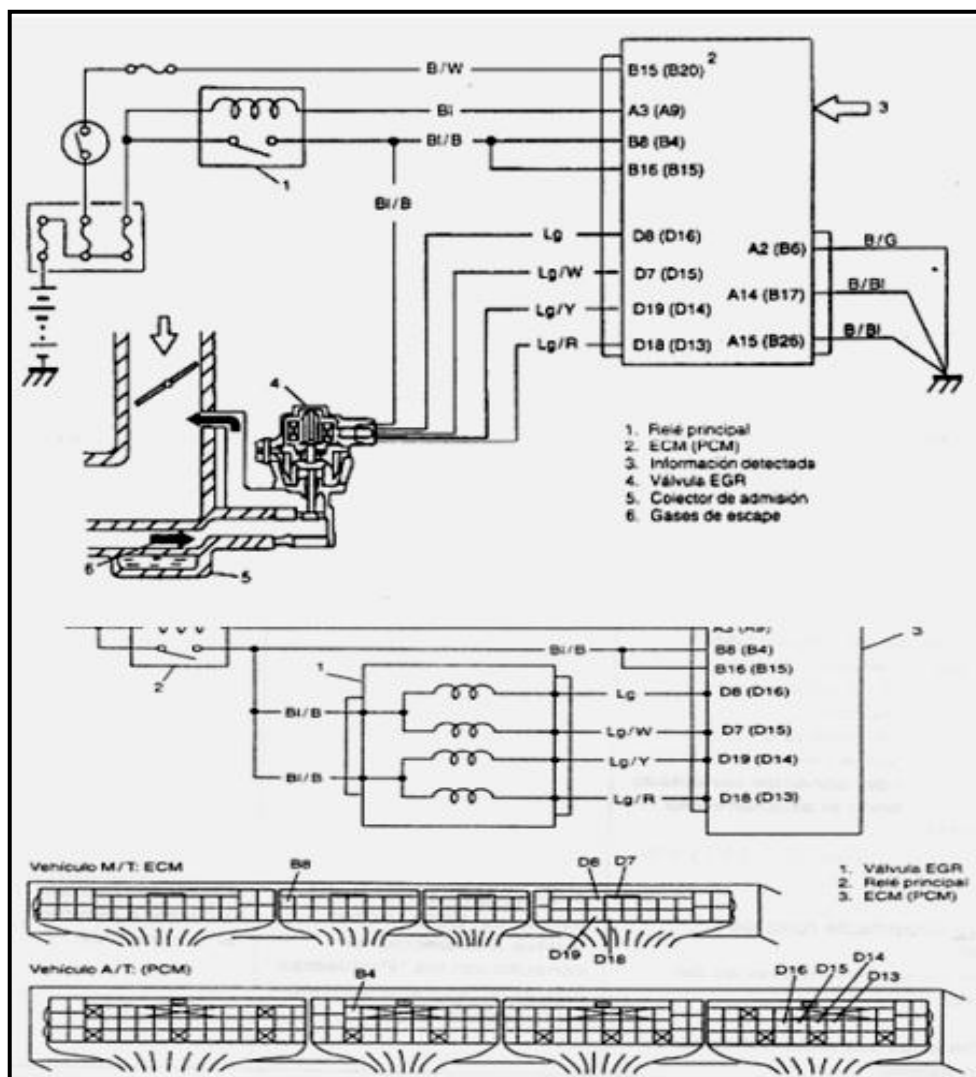 B/W
B15 (B20)
2
Bl
A3 (A9)
3
Bl/B
B8 (B4)
1
B16 (B15)
Bl/B
Lg
D8 (D16)
A2 (B6)
B/G
Lg/W
D7 (D15)
Lg/Y
D19 (D14)
A14 (B17)
B/Bl
Lg/R
D18 (D13)
A15 (B26)
B/Bl
4
1. Relé principal
2. ECM (PCM)
3. Información detectada
4. Válvula EGR
5. Colector de admisión
6. Gases de escape
6
5
A3 (A9)
3
Bl/B
B8 (B4)
2
1
B16 (B15)
Lg
D8 (D16)
Bl/B
Lg/W
D7 (D15)
Lg/Y
D19 (D14)
Bl/B
Lg/R
D18 (D13)
Vehículo M/T: ECM
B8
D8
D7
1. Válvula EGR
2. Relé principal
3. ECM (PCM)
D19
D18
Vehículo A/T: (PCM)
B4
D16
D15
D14
D13